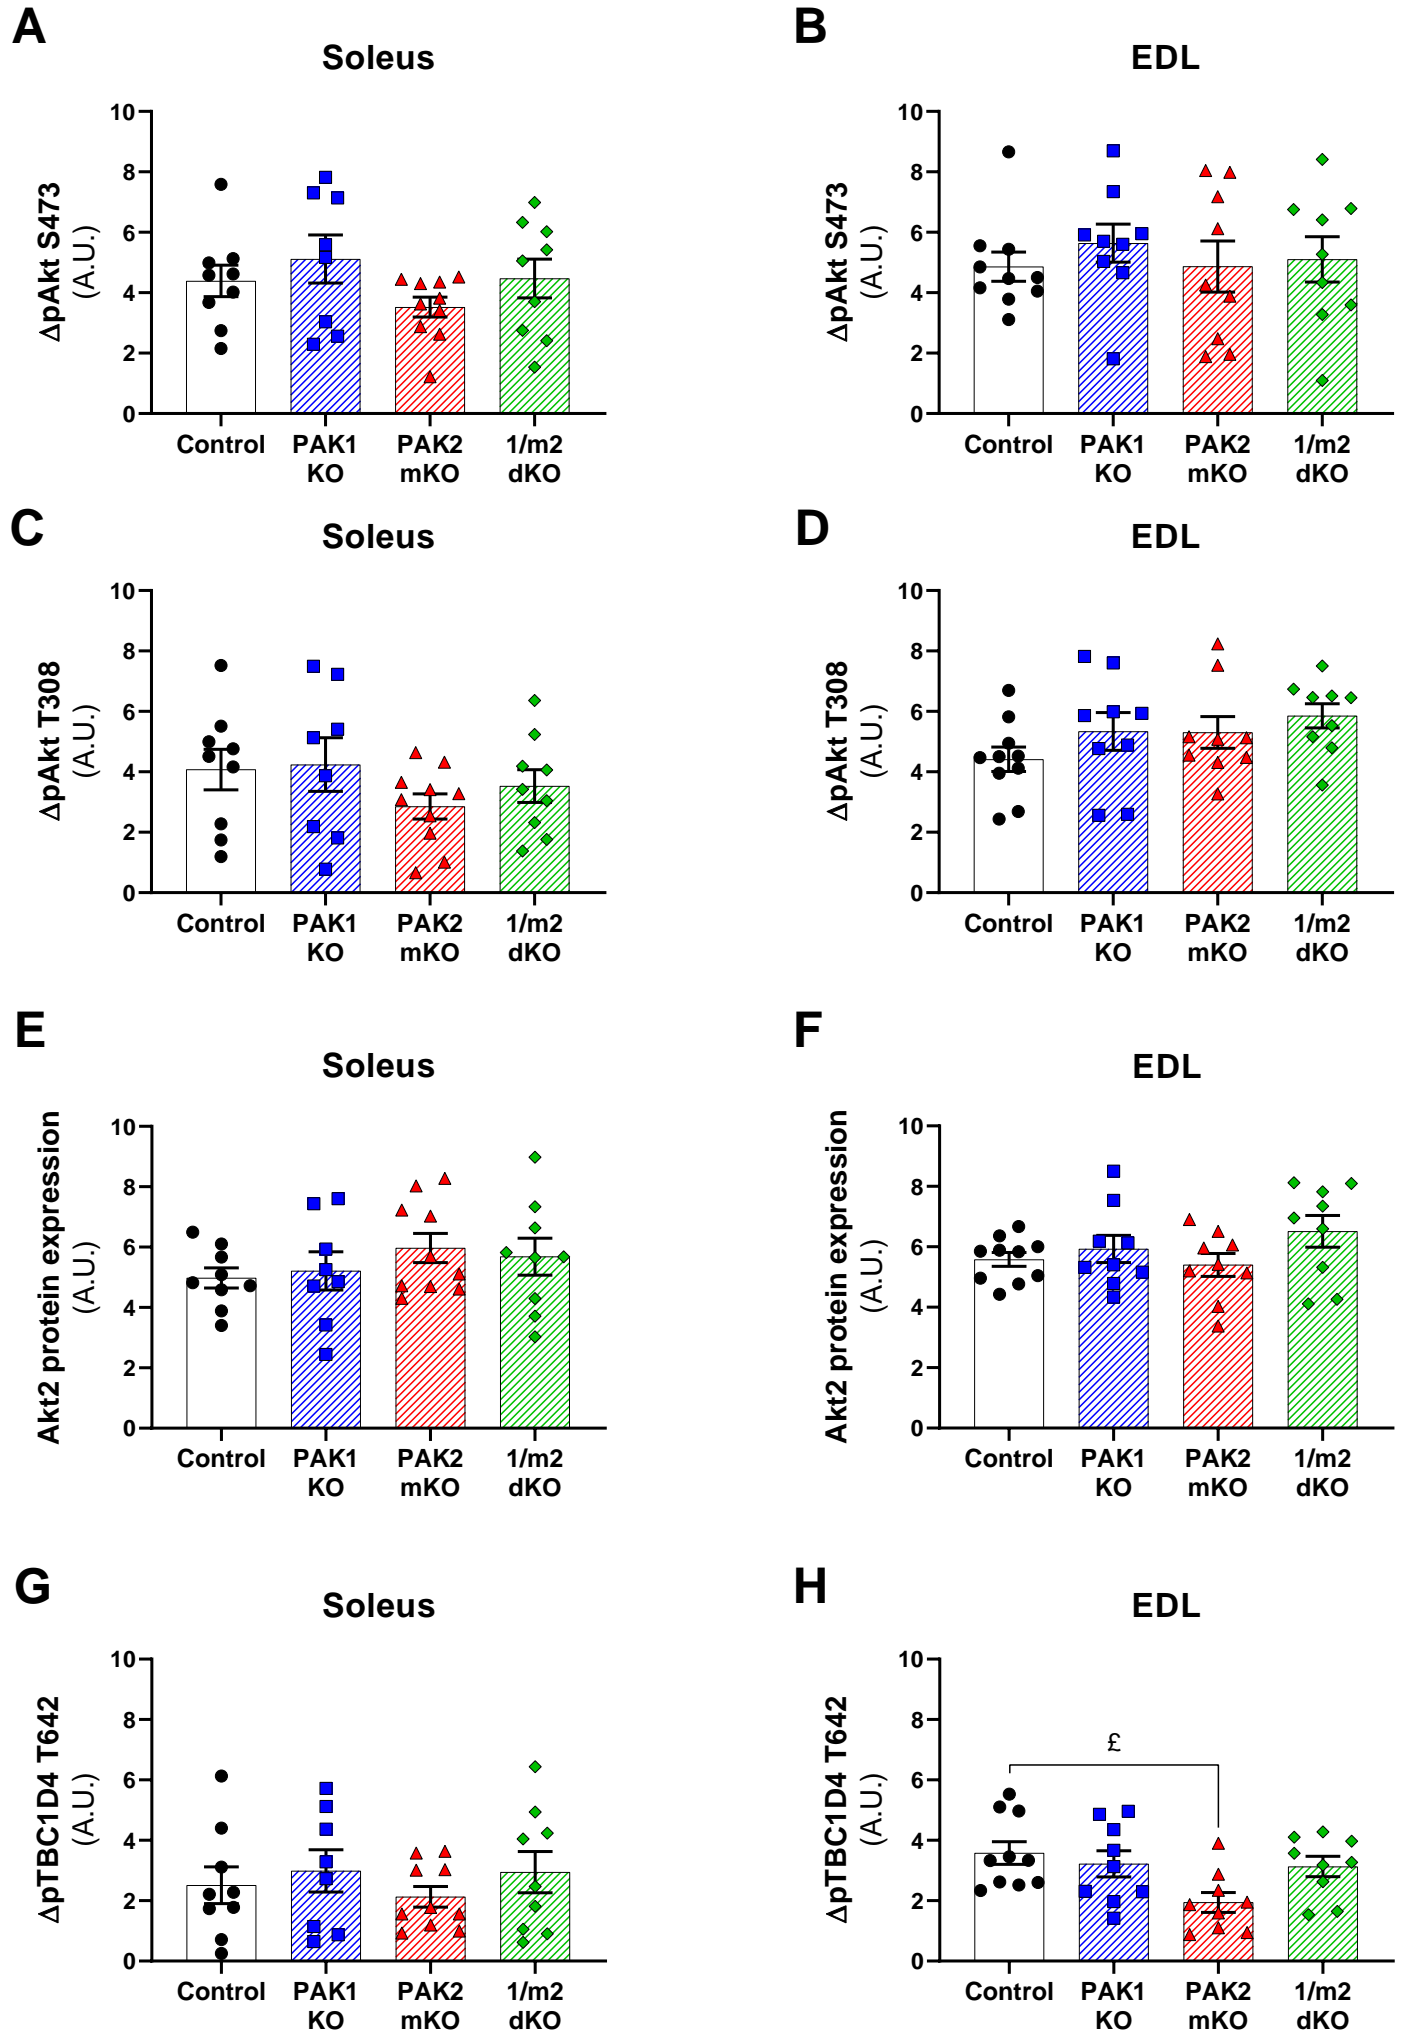 A
B
Soleus
EDL
ΔpAkt S473
(A.U.)
10
8
6
4
2
0
Control
PAK1
KO
PAK2
mKO
1/m2
dKO
ΔpAkt S473
(A.U.)
10
8
6
4
2
0
Control
PAK1
KO
PAK2
mKO
1/m2
dKO
C
D
Soleus
EDL
ΔpAkt T308
(A.U.)
10
8
6
4
2
0
Control
PAK1
KO
PAK2
mKO
1/m2
dKO
ΔpAkt T308
(A.U.)
10
8
6
4
2
0
Control
PAK1
KO
PAK2
mKO
1/m2
dKO
E
F
Soleus
EDL
Akt2 protein expression
(A.U.)
10
8
6
4
2
0
Control
PAK1
KO
PAK2
mKO
1/m2
dKO
Akt2 protein expression
(A.U.)
10
8
6
4
2
0
Control
PAK1
KO
PAK2
mKO
1/m2
dKO
G
H
Soleus
EDL
ΔpTBC1D4 T642
(A.U.)
10
8
6
4
2
0
Control
PAK1
KO
PAK2
mKO
1/m2
dKO
ΔpTBC1D4 T642
(A.U.)
10
8
6
4
2
0
£
Control
PAK1
KO
PAK2
mKO
1/m2
dKO